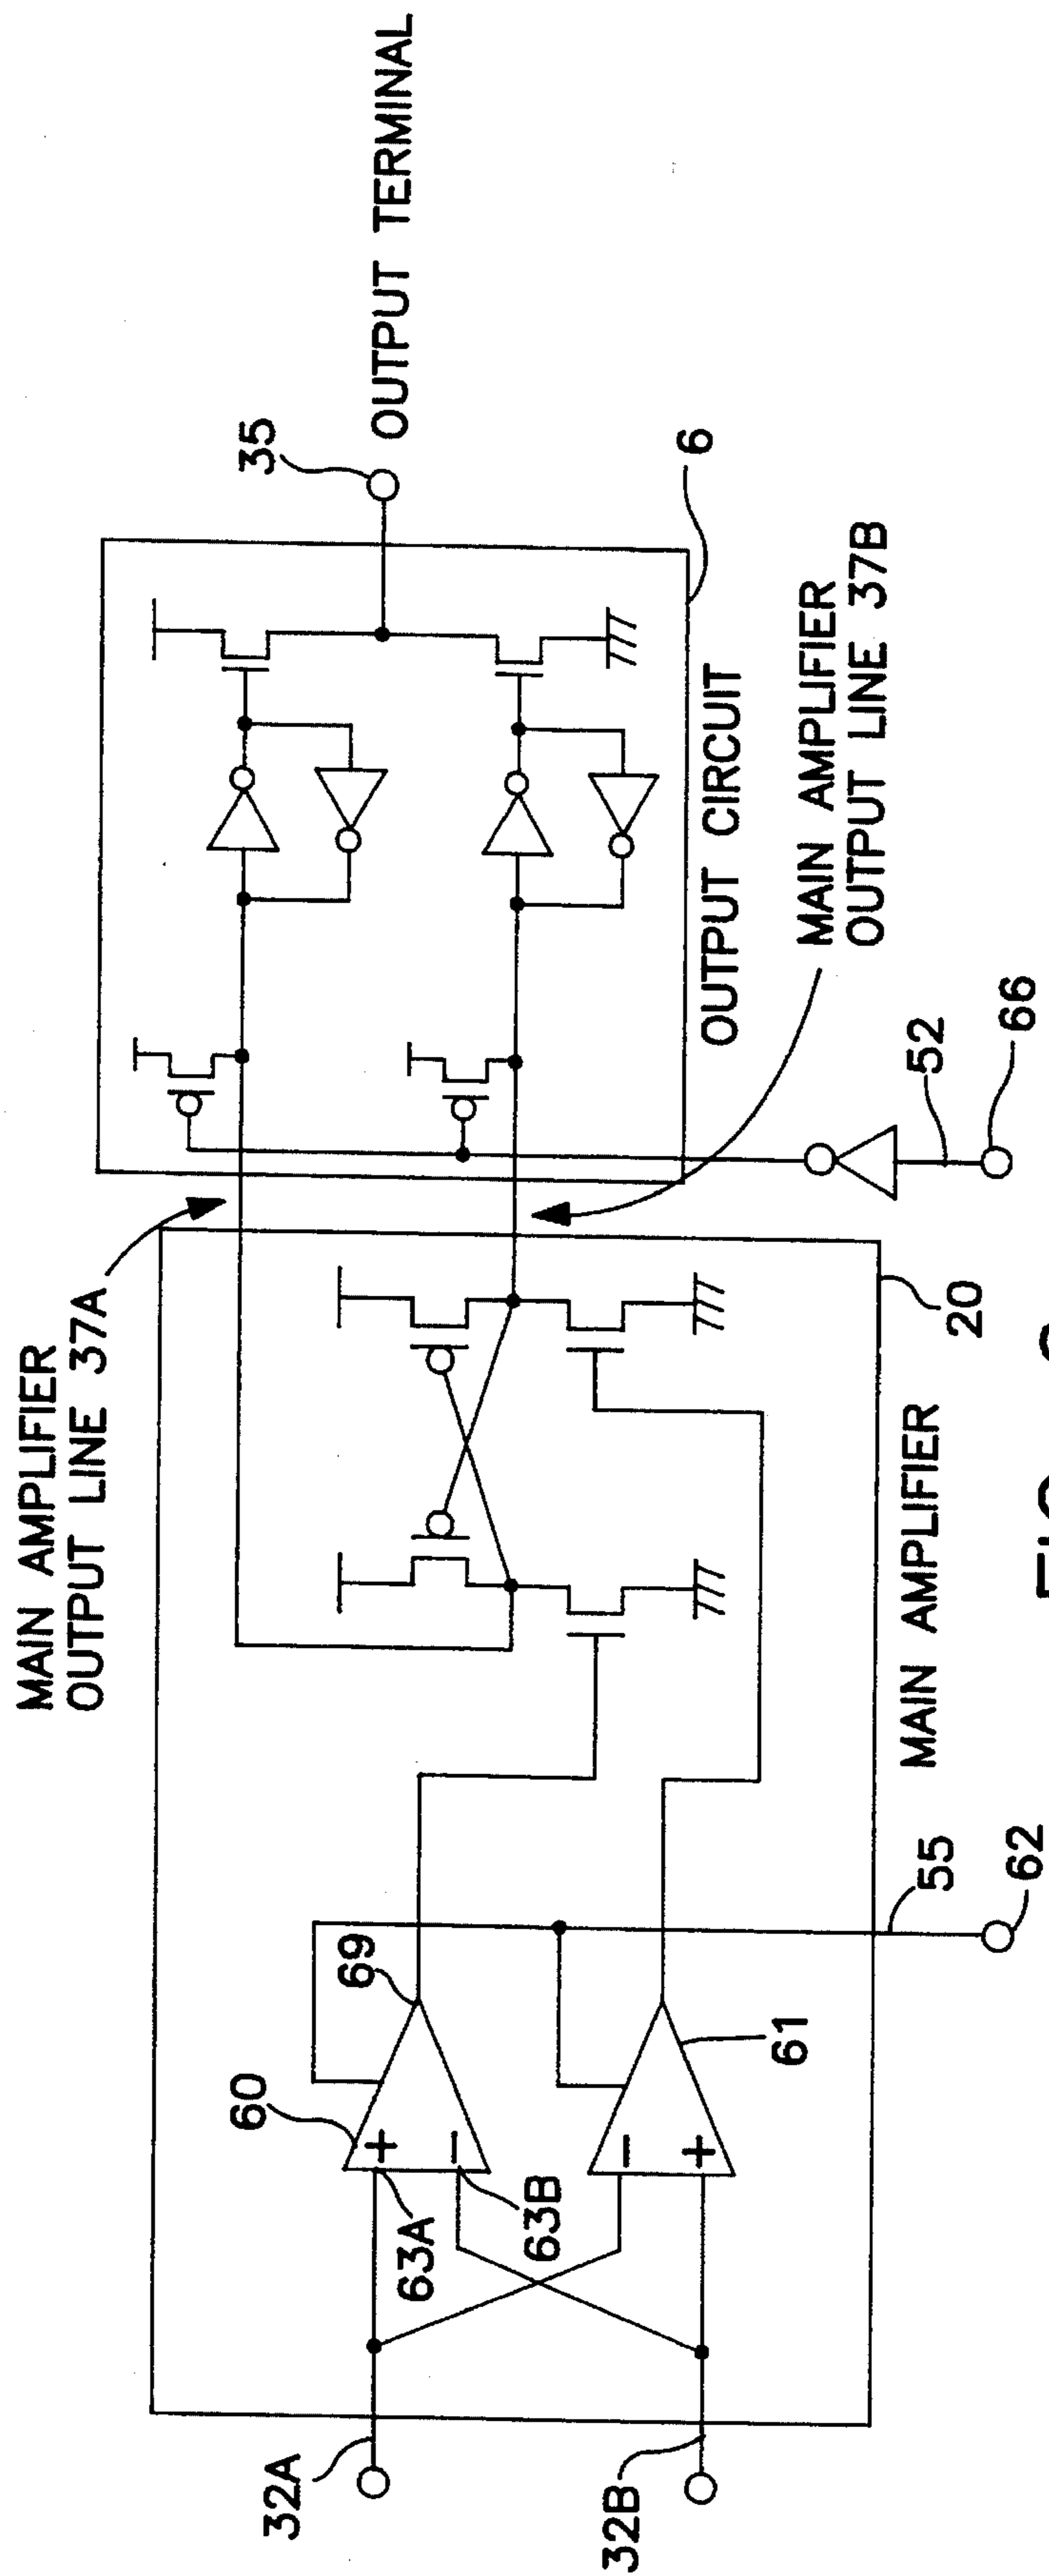 MAIN AMPLIFIER
OUTPUT LINE 37A
35
OUTPUT TERMINAL
6
OUTPUT CIRCUIT
MAIN AMPLIFIER
OUTPUT LINE 37B
52
66
20
MAIN AMPLIFIER
32A
60
69
63A
63B
61
32B
55
62
+
−
−
+